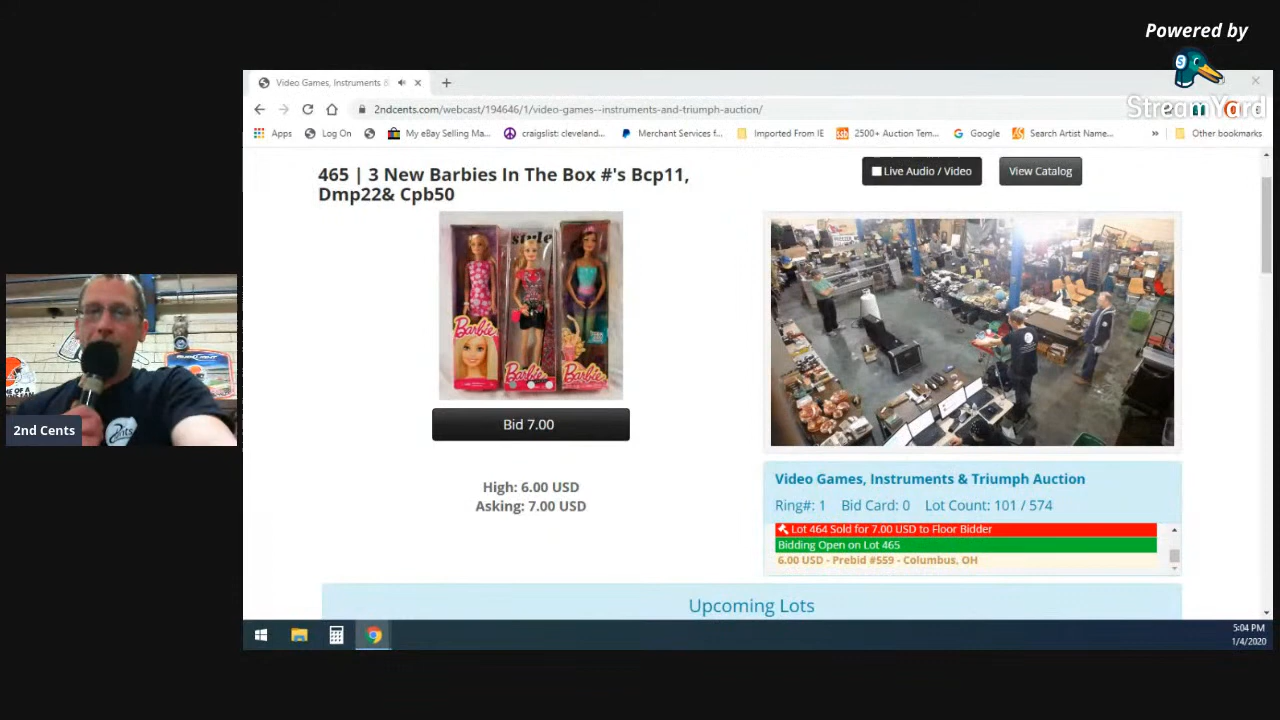 Powered by
StreamYard
Video Games, Instruments &
2ndcents.com/webcast/194646/1/video-games--instruments-and-triumph-auction/
Apps
Log On
My eBay Selling Ma...
craigslist: cleveland...
Merchant Services f...
Imported From IE
2500+ Auction Tem...
Google
Search Artist Name...
»
Other bookmarks
465 | 3 New Barbies In The Box #'s Bcp11,
Dmp22& Cpb50
Live Audio / Video
View Catalog
style
Barbie
Barbie
Barbie
Bid 7.00
High: 6.00 USD
Asking: 7.00 USD
2nd Cents
Video Games, Instruments & Triumph Auction
Ring#: 1 Bid Card: 0 Lot Count: 101 / 574
Lot 464 Sold for 7.00 USD to Floor Bidder
Bidding Open on Lot 465
6.00 USD - Prebid #559 - Columbus, OH
Upcoming Lots
5:04 PM
1/4/2020